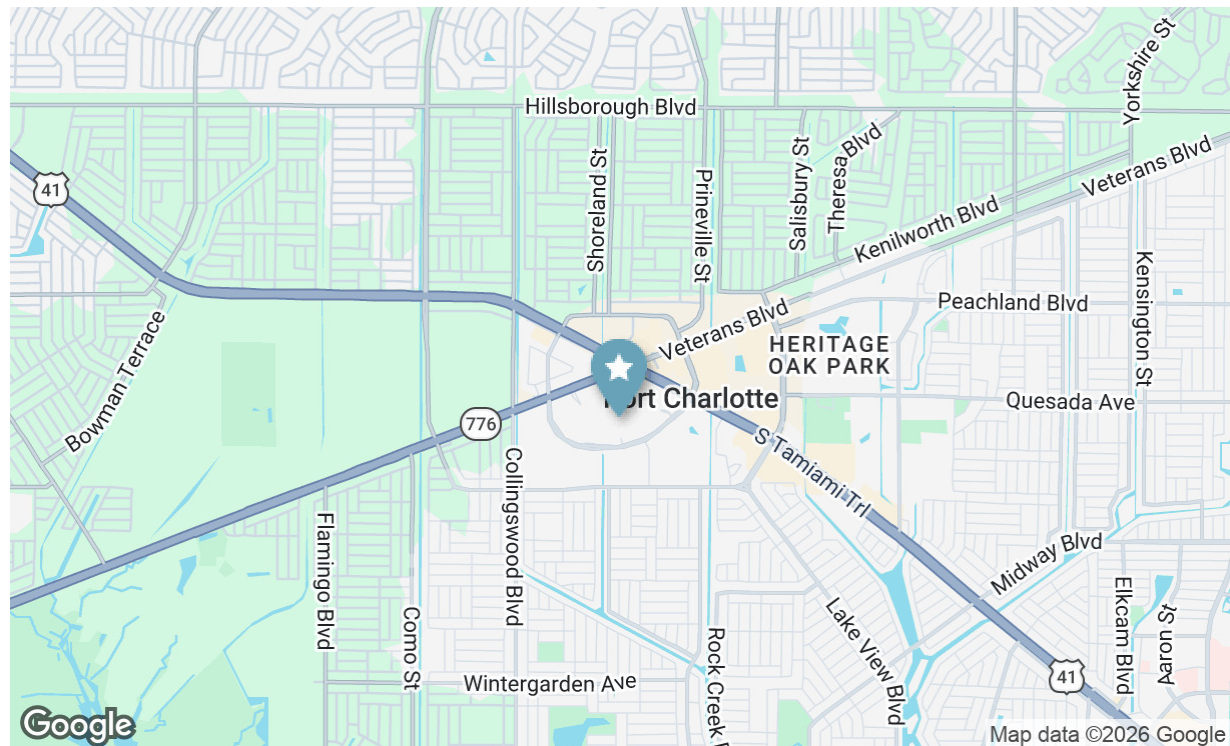 Yorkshire St
Hillsborough Blvd
41
Shoreland St
Prineville St
Salisbury St
Theresa Blvd
Veterans Blvd
Kenilworth Blvd
Kensington St
Peachland Blvd
Veterans Blvd
HERITAGE
OAK PARK
Bowman Terrace
Port Charlotte
Quesada Ave
776
S Tamiami Trl
Collingswood Blvd
Flamingo Blvd
Como St
Midway Blvd
Elkcam Blvd
Aaron St
Lake View Blvd
Rock Creek
Wintergarden Ave
41
Google
Map data ©2026 Google